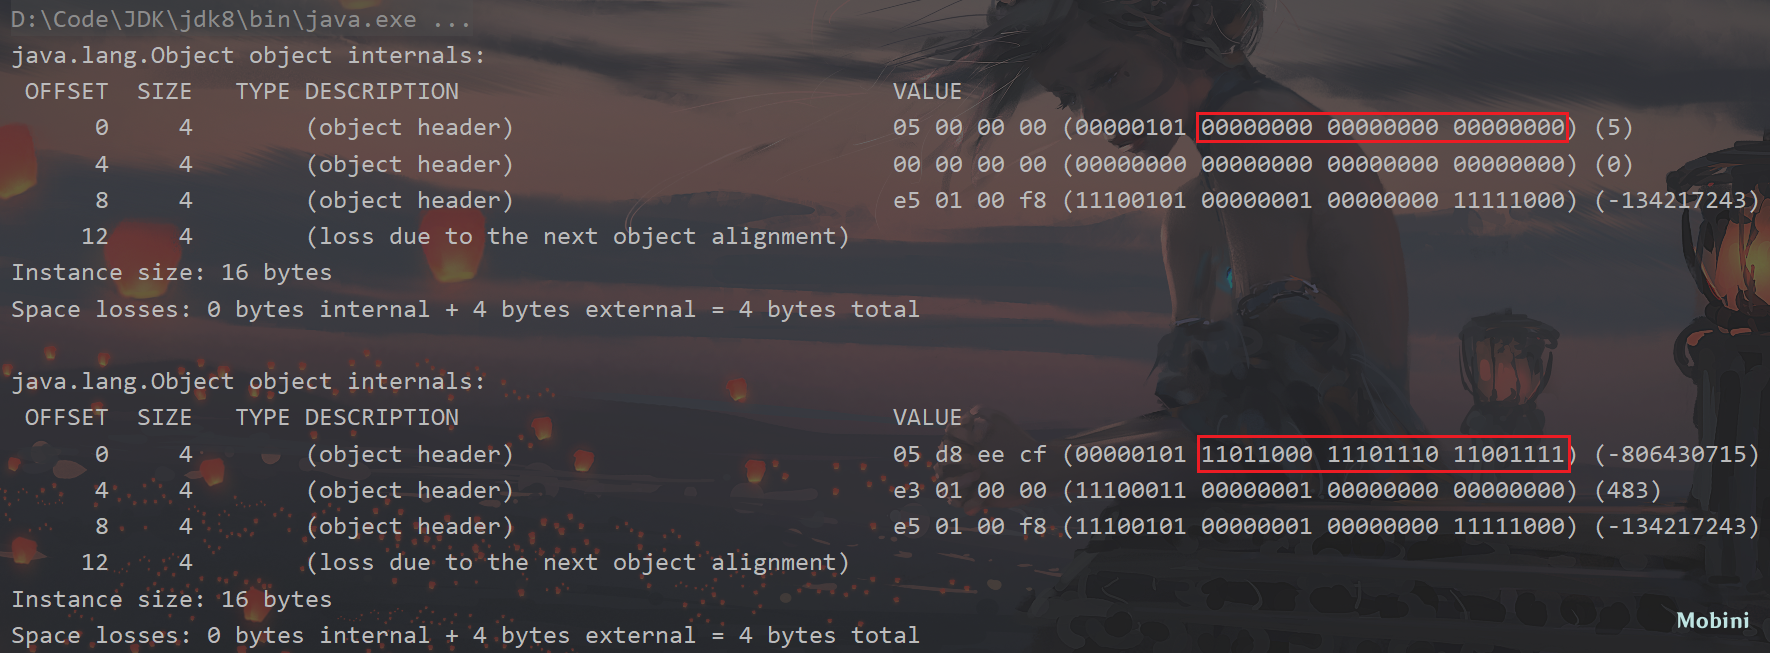 D:\Code\JDK\jdk8\bin\java.exe ...
java.lang.Object object internals:
 OFFSET  SIZE   TYPE DESCRIPTION                               VALUE
      0     4        (object header)                           05 00 00 00 (00000101 00000000 00000000 00000000) (5)
      4     4        (object header)                           00 00 00 00 (00000000 00000000 00000000 00000000) (0)
      8     4        (object header)                           e5 01 00 f8 (11100101 00000001 00000000 11111000) (-134217243)
     12     4        (loss due to the next object alignment)
Instance size: 16 bytes
Space losses: 0 bytes internal + 4 bytes external = 4 bytes total
java.lang.Object object internals:
 OFFSET  SIZE   TYPE DESCRIPTION                               VALUE
      0     4        (object header)                           05 d8 ee cf (00000101 11011000 11101110 11001111) (-806430715)
      4     4        (object header)                           e3 01 00 00 (11100011 00000001 00000000 00000000) (483)
      8     4        (object header)                           e5 01 00 f8 (11100101 00000001 00000000 11111000) (-134217243)
     12     4        (loss due to the next object alignment)
Instance size: 16 bytes
Space losses: 0 bytes internal + 4 bytes external = 4 bytes total
Mobini